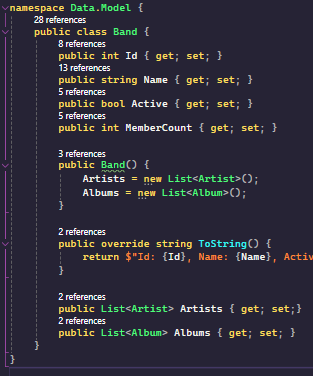 namespace Data.Model {
28 references
public class Band {
8 references
public int Id { get; set; }
13 references
public string Name { get; set; }
5 references
public bool Active { get; set; }
5 references
public int MemberCount { get; set; }
3 references
public Band() {
Artists = new List<Artist>();
Albums = new List<Album>();
}
2 references
public override string ToString() {
return $"Id: {Id}, Name: {Name}, Activ
}
2 references
public List<Artist> Artists { get; set;}
2 references
public List<Album> Albums { get; set; }
}
}